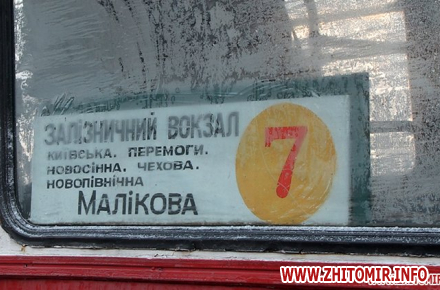 ЗАЛІЗНИЧНИЙ ВОКЗАЛ
КИЇВСЬКА. ПЕРЕМОГИ.
НОВОСІННА. ЧЕХОВА.
НОВОПІВНІЧНА
МАЛІКОВА
7
WWW.ZHITOMIR.INFO